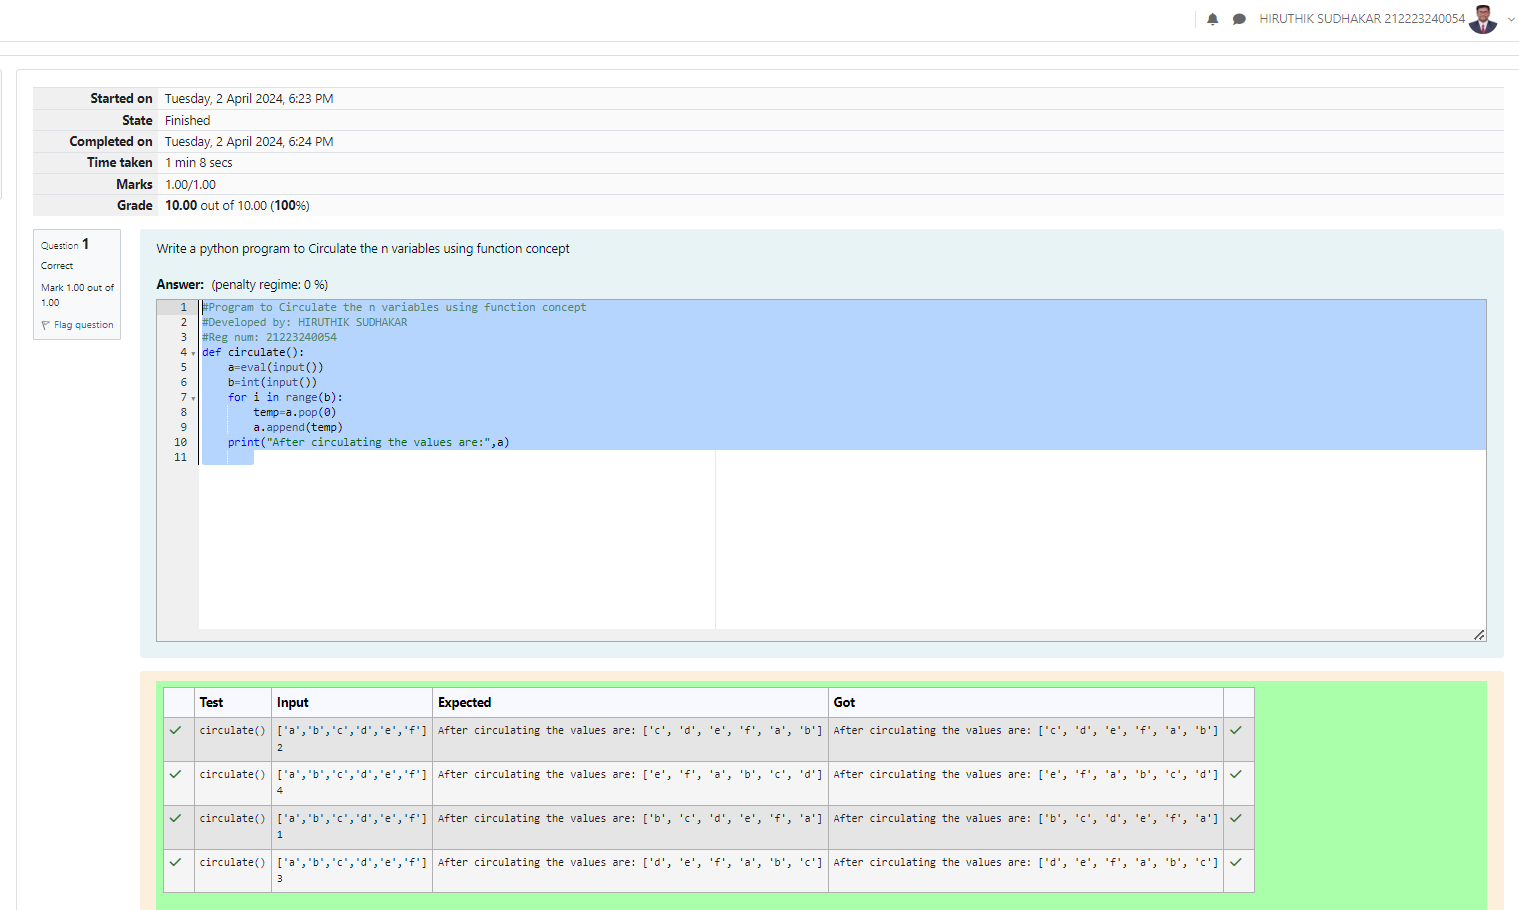 HIRUTHIK SUDHAKAR 212223240054
Started on Tuesday, 2 April 2024, 6:23 PM
State Finished
Completed on Tuesday, 2 April 2024, 6:24 PM
Time taken 1 min 8 secs
Marks 1.00/1.00
Grade 10.00 out of 10.00 (100%)
Question 1
Correct
Mark 1.00 out of
1.00
Flag question
Write a python program to Circulate the n variables using function concept
Answer: (penalty regime: 0 %)
1 #Program to Circulate the n variables using function concept
2 #Developed by: HIRUTHIK SUDHAKAR
3 #Reg num: 21223240054
4 def circulate():
5 a=eval(input())
6 b=int(input())
7 for i in range(b):
8 temp=a.pop(0)
9 a.append(temp)
10 print("After circulating the values are:",a)
11
Test Input Expected Got
circulate() ['a','b','c','d','e','f'] After circulating the values are: ['c', 'd', 'e', 'f', 'a', 'b'] After circulating the values are: ['c', 'd', 'e', 'f', 'a', 'b']
2
circulate() ['a','b','c','d','e','f'] After circulating the values are: ['e', 'f', 'a', 'b', 'c', 'd'] After circulating the values are: ['e', 'f', 'a', 'b', 'c', 'd']
4
circulate() ['a','b','c','d','e','f'] After circulating the values are: ['b', 'c', 'd', 'e', 'f', 'a'] After circulating the values are: ['b', 'c', 'd', 'e', 'f', 'a']
1
circulate() ['a','b','c','d','e','f'] After circulating the values are: ['d', 'e', 'f', 'a', 'b', 'c'] After circulating the values are: ['d', 'e', 'f', 'a', 'b', 'c']
3